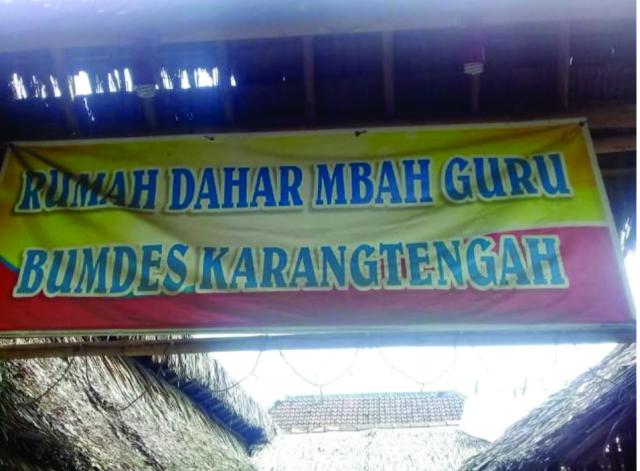 RUMAH DAHAR MBAH GURU
BUMDES KARANGTENGAH